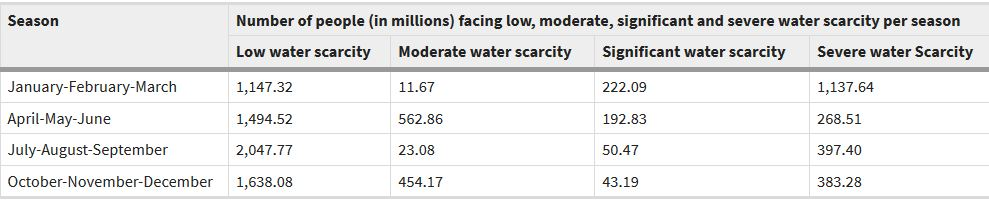 Season Number of people (in millions) facing low, moderate, significant and severe water scarcity per season
Low water scarcity Moderate water scarcity Significant water scarcity Severe water Scarcity
January-February-March 1,147.32 11.67 222.09 1,137.64
April-May-June 1,494.52 562.86 192.83 268.51
July-August-September 2,047.77 23.08 50.47 397.40
October-November-December 1,638.08 454.17 43.19 383.28